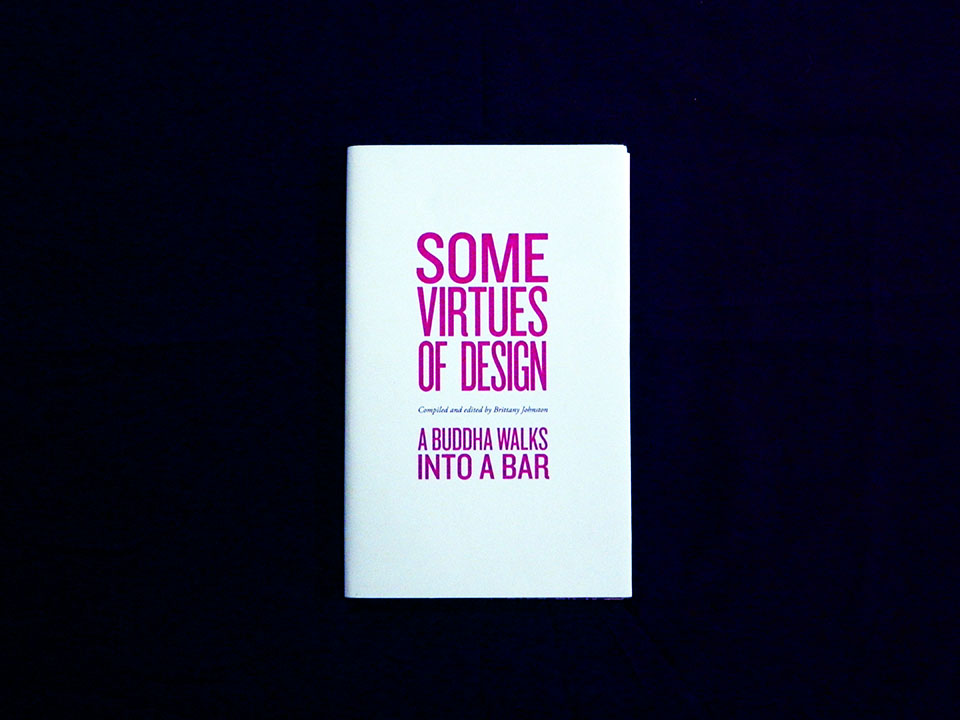 SOME
VIRTUES
OF DESIGN
Compiled and edited by Brittany Johnston
A BUDDHA WALKS
INTO A BAR